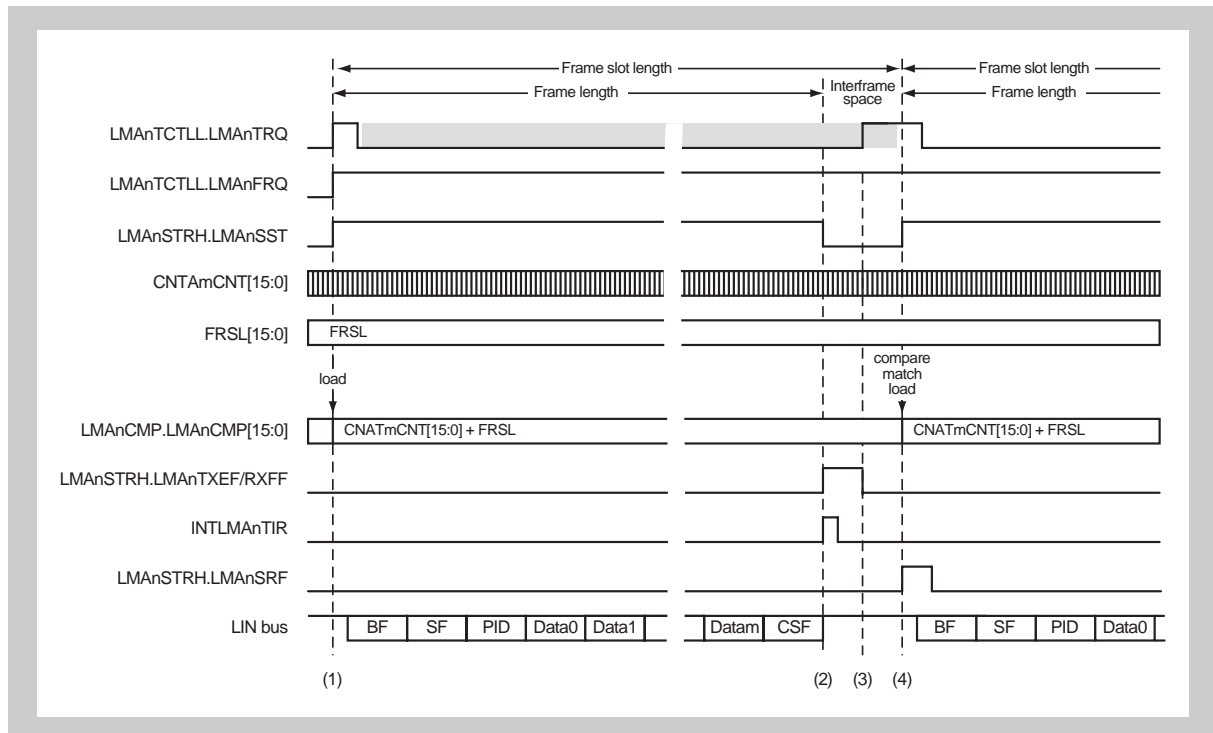 Frame slot length Frame slot length
Frame length Interframe space Frame length
LMAnTCTLL.LMAnTRQ
LMAnTCTLL.LMAnFRQ
LMAnSTRH.LMAnSST
CNTAmCNT[15:0]
FRSL[15:0] FRSL
load compare match load
LMAnCMP.LMAnCMP[15:0] CNATmCNT[15:0] + FRSL CNATmCNT[15:0] + FRSL
LMAnSTRH.LMAnTXEF/RXFF
INTLMAnTIR
LMAnSTRH.LMAnSRF
LIN bus BF SF PID Data0 Data1 Datam CSF BF SF PID Data0
(1) (2) (3) (4)